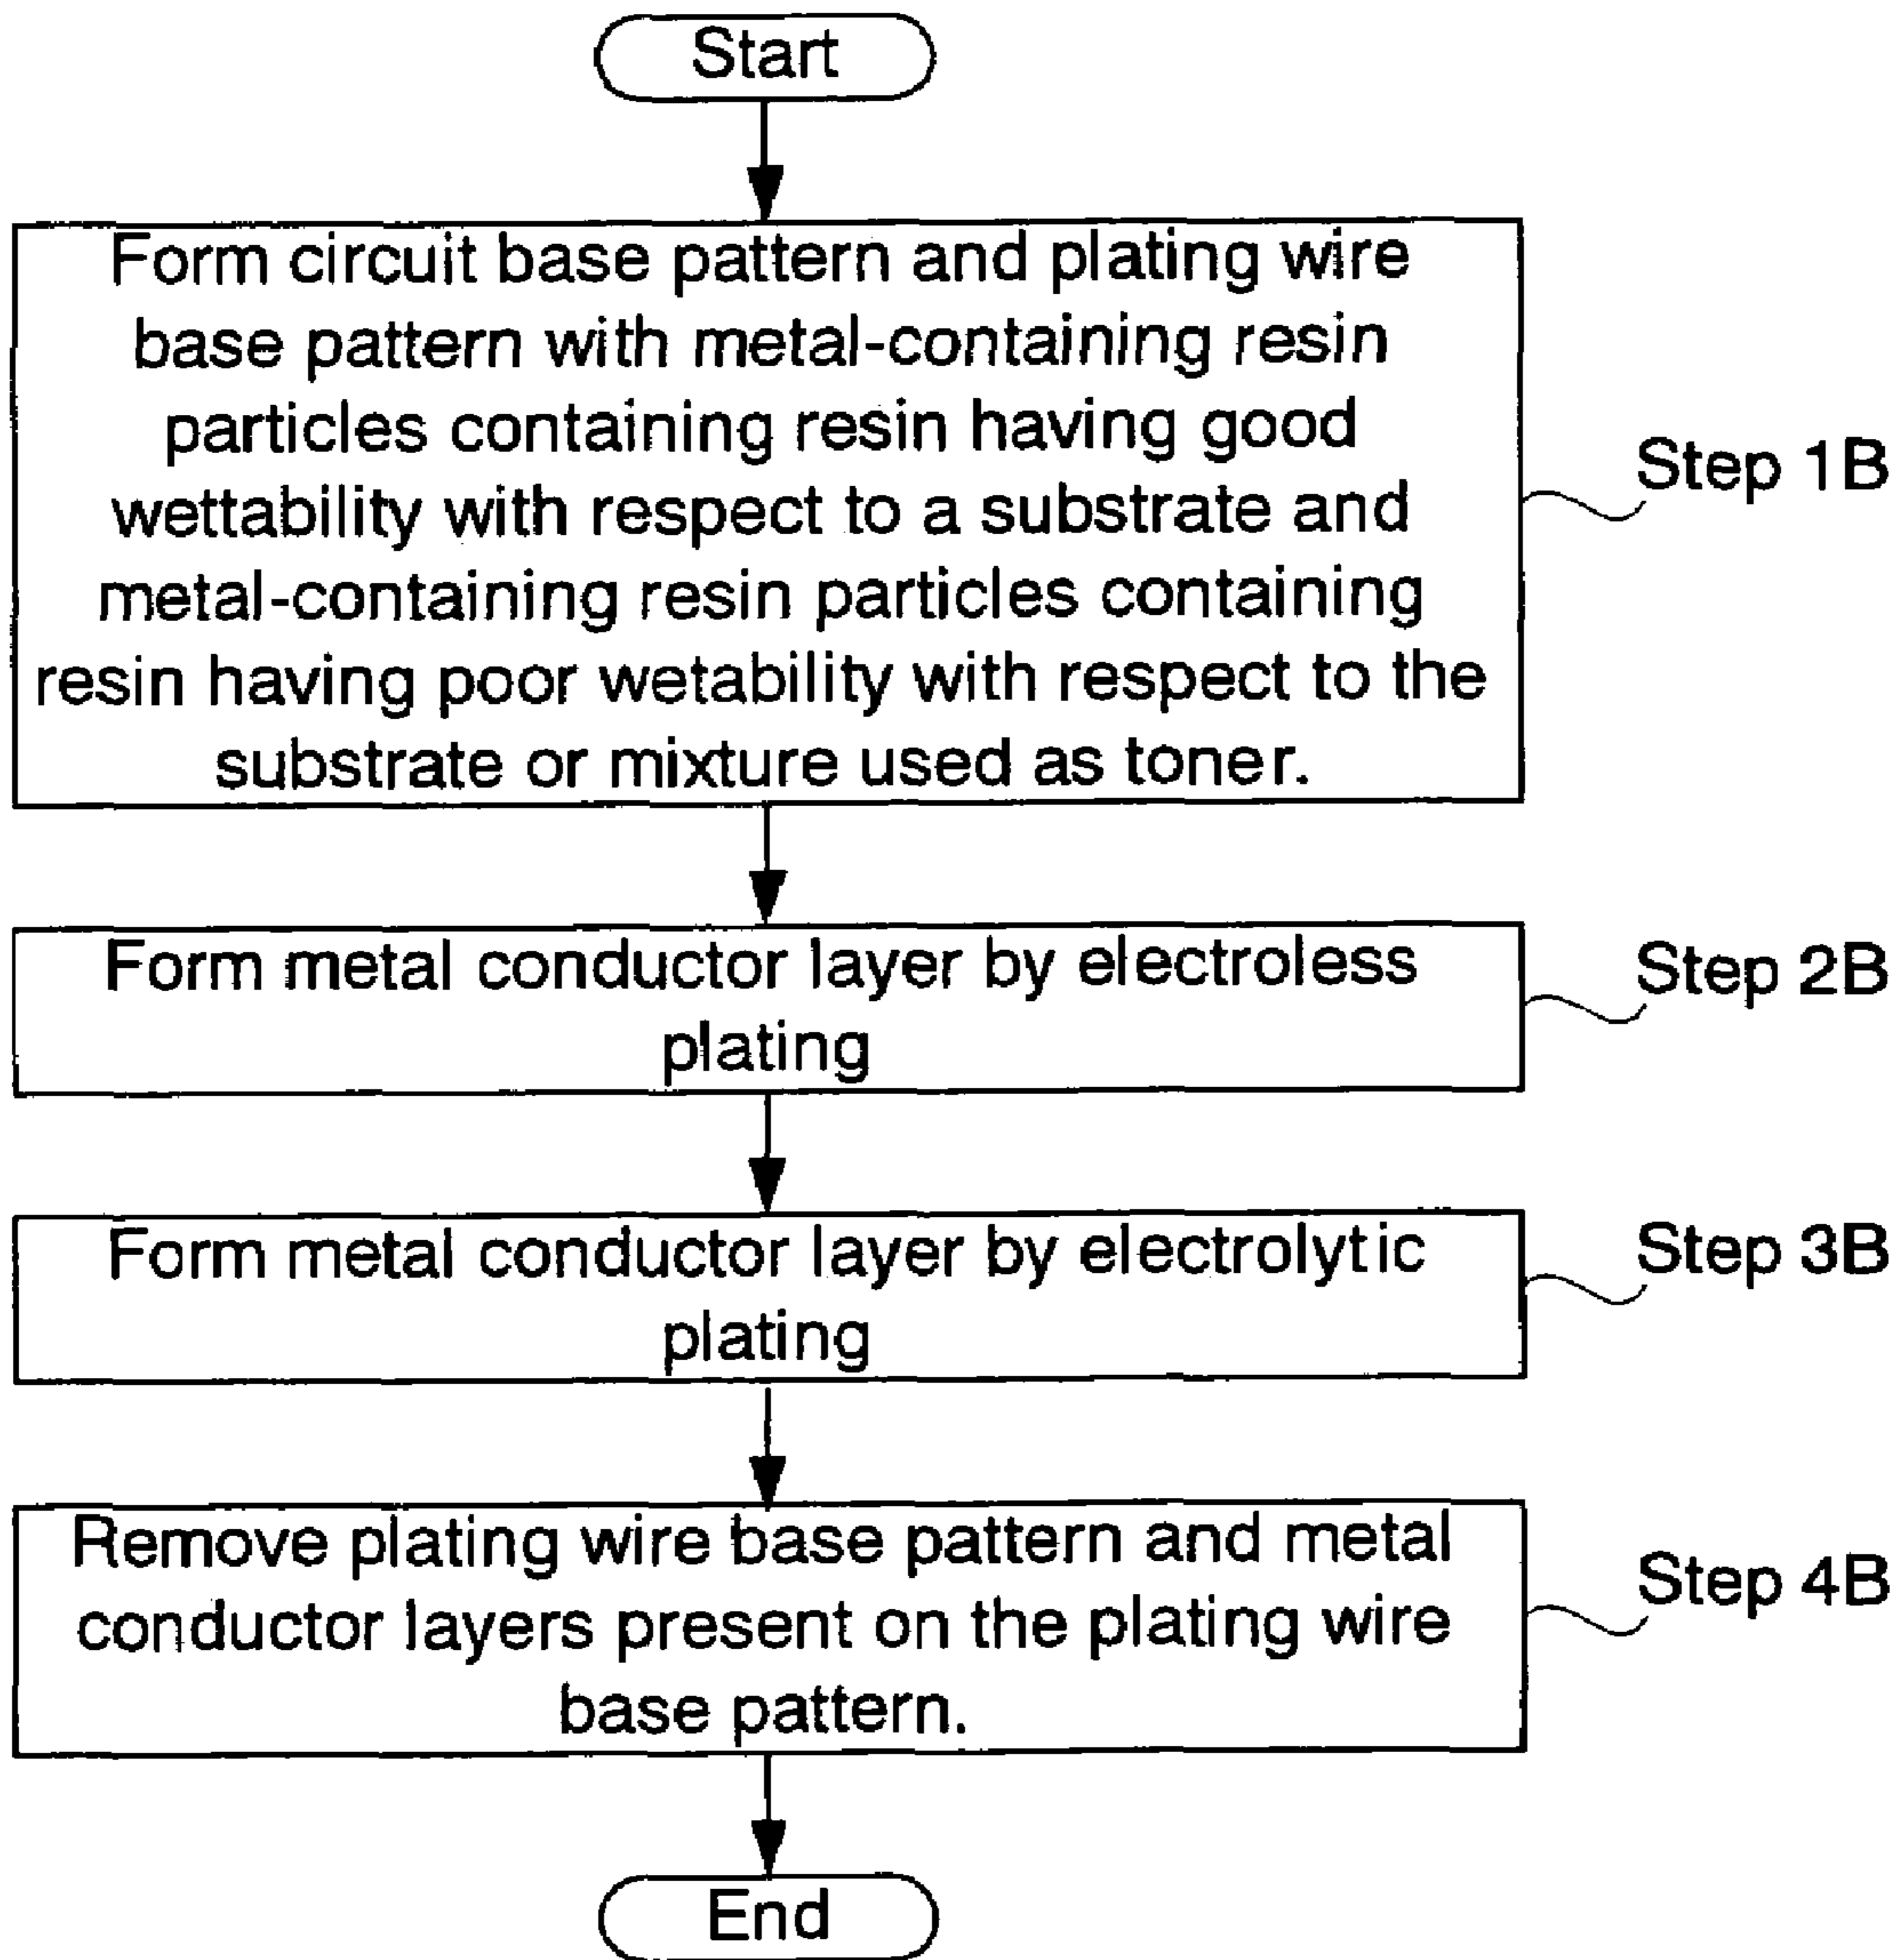 Start
Form circuit base pattern and plating wire
base pattern with metal-containing resin
particles containing resin having good
wettability with respect to a substrate and
metal-containing resin particles containing
resin having poor wetability with respect to the
substrate or mixture used as toner.
Step 1B
Form metal conductor layer by electroless
plating
Step 2B
Form metal conductor layer by electrolytic
plating
Step 3B
Remove plating wire base pattern and metal
conductor layers present on the plating wire
base pattern.
Step 4B
End